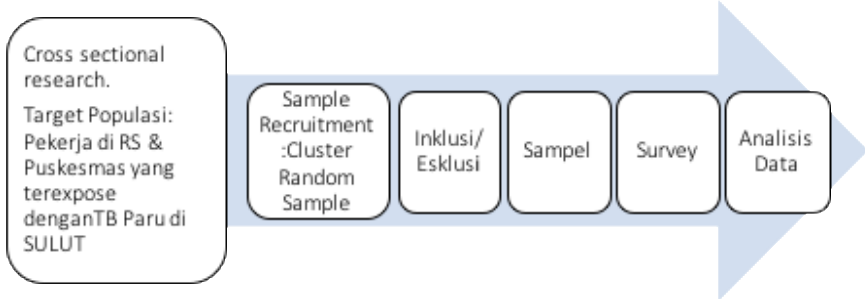 Cross sectional
research.
Target Populasi:
Pekerja di RS &
Puskesmas yang
terexpose
denganTB Paru di
SULUT
Sample
Recruitment
:Cluster
Random
Sample
Inklusi/
Esklusi
Sampel
Survey
Analisis
Data